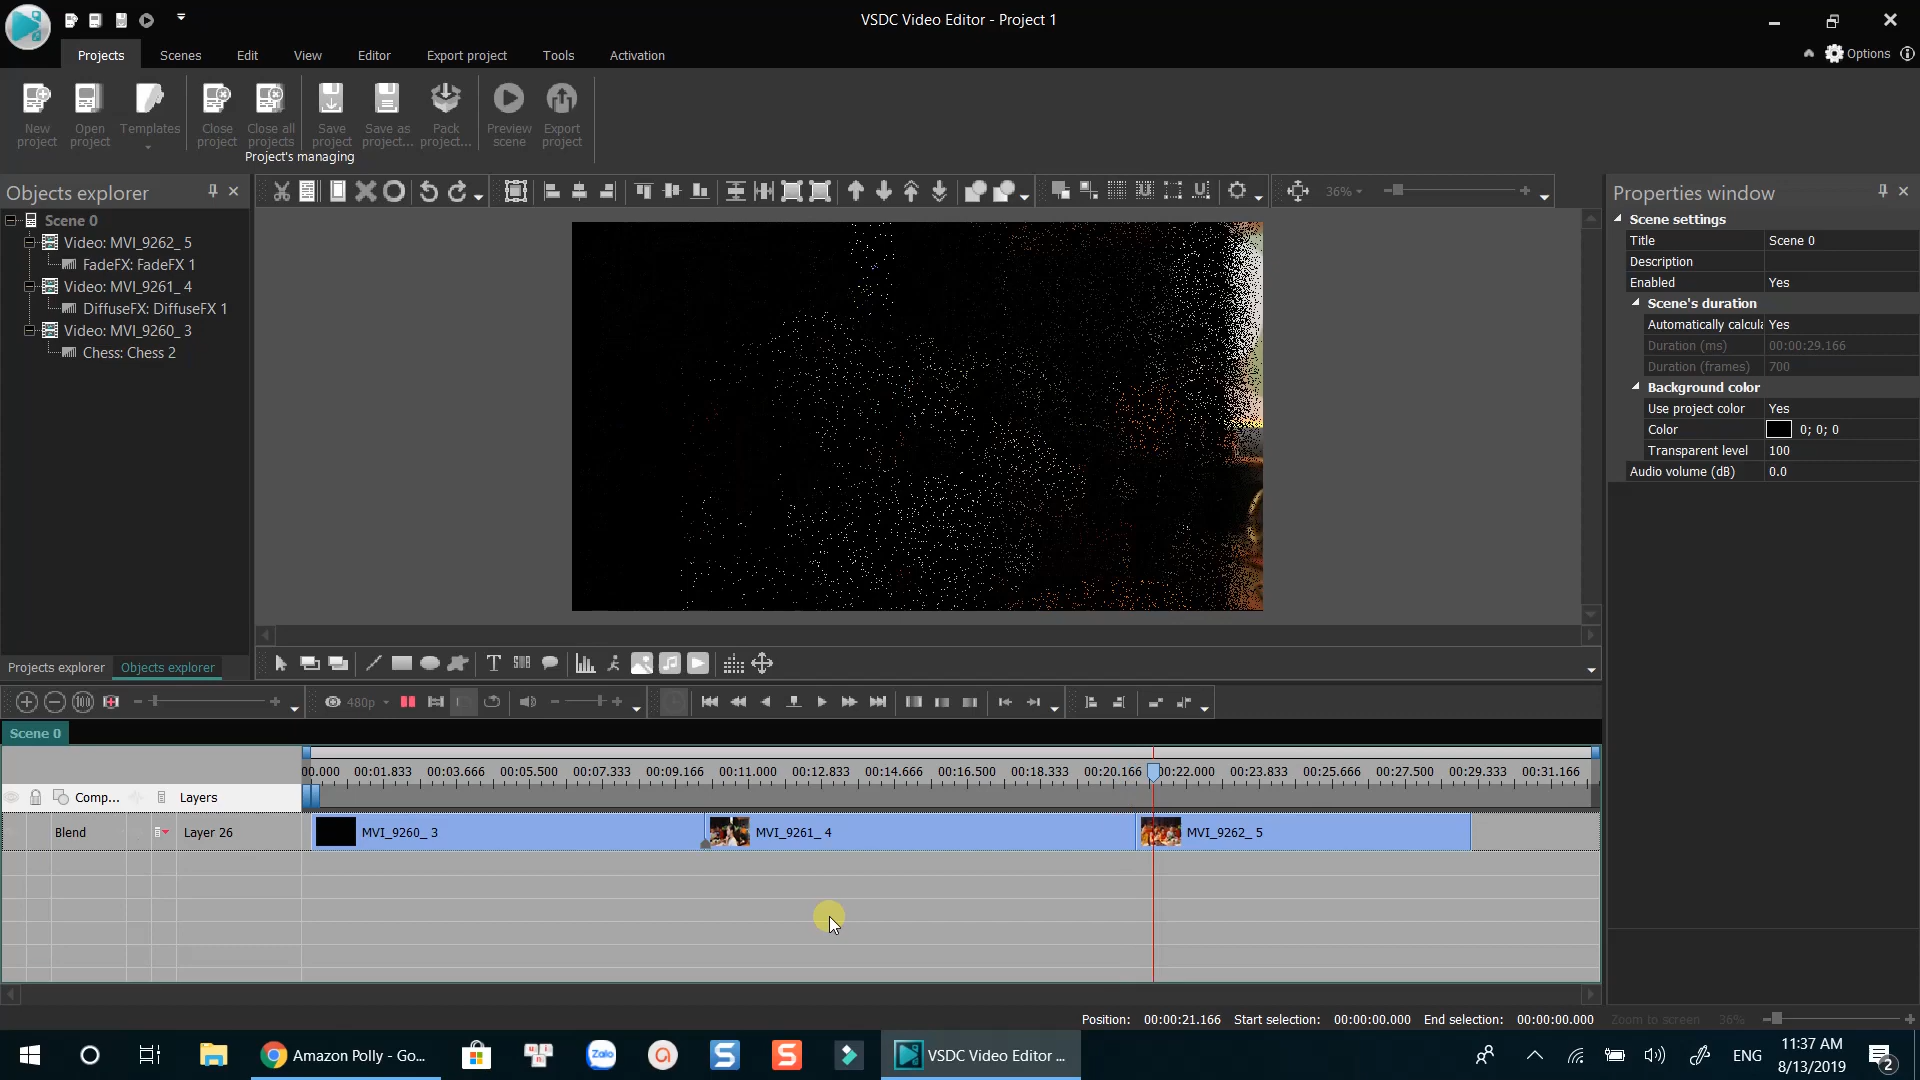 VSDC Video Editor - Project 1
Projects Scenes Edit View Editor Export project Tools Activation
Options
New project
Open project
Templates
Close project
Close all projects
Save project
Save as project...
Pack project...
Preview scene
Export project
Project's managing
Objects explorer
Scene 0
Video: MVI_9262_ 5
FadeFX: FadeFX 1
Video: MVI_9261_ 4
DiffuseFX: DiffuseFX 1
Video: MVI_9260_ 3
Chess: Chess 2
Projects explorer Objects explorer
36%
Properties window
Scene settings
Title Scene 0
Description
Enabled Yes
Scene's duration
Automatically calcula Yes
Duration (ms) 00:00:29.166
Duration (frames) 700
Background color
Use project color Yes
Color 0; 0; 0
Transparent level 100
Audio volume (dB) 0.0
T
480p
Scene 0
00.000 00:01.833 00:03.666 00:05.500 00:07.333 00:09.166 00:11.000 00:12.833 00:14.666 00:16.500 00:18.333 00:20.166 00:22.000 00:23.833 00:25.666 00:27.500 00:29.333 00:31.166
Comp... Layers
Blend Layer 26 MVI_9260_ 3 MVI_9261_ 4 MVI_9262_ 5
Position: 00:00:21.166 Start selection: 00:00:00.000 End selection: 00:00:00.000 Zoom to screen 36%
Amazon Polly - Go... Zalo VSDC Video Editor ... ENG
11:37 AM
8/13/2019
2